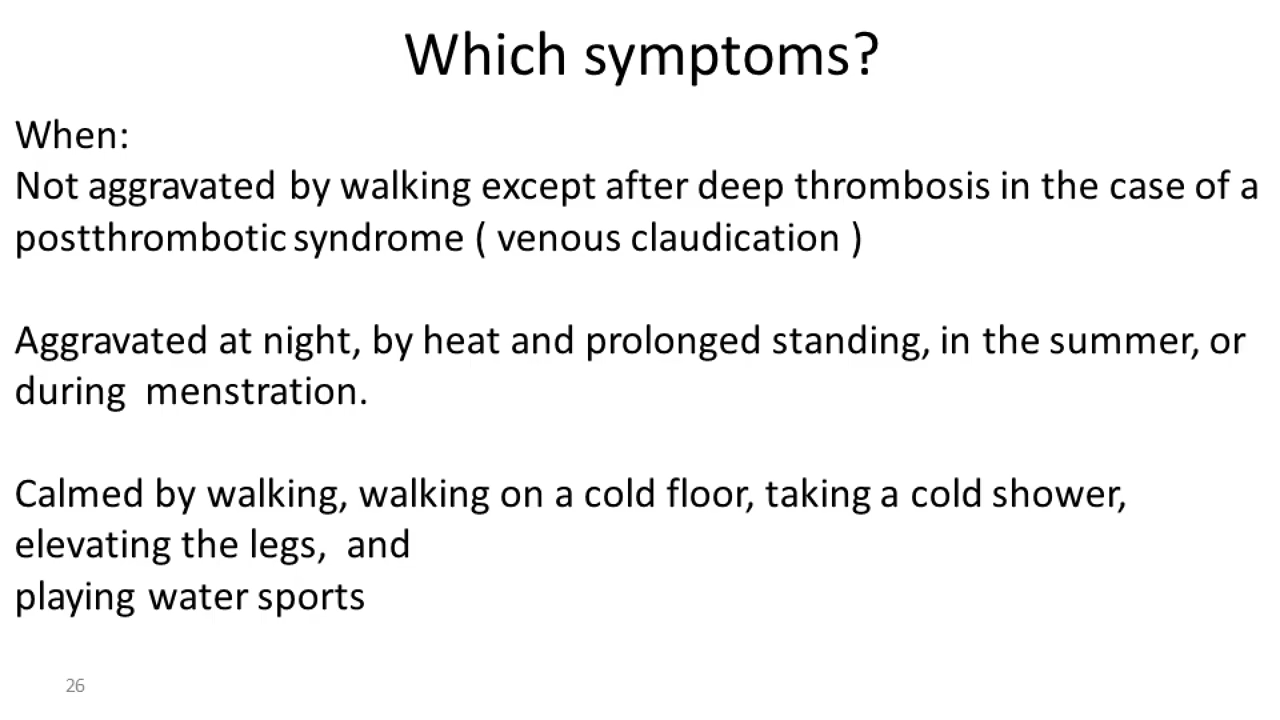 Which symptoms?
When:
Not aggravated by walking except after deep thrombosis in the case of a
postthrombotic syndrome ( venous claudication )
Aggravated at night, by heat and prolonged standing, in the summer, or
during  menstration.
Calmed by walking, walking on a cold floor, taking a cold shower,
elevating the legs,  and
playing water sports
26